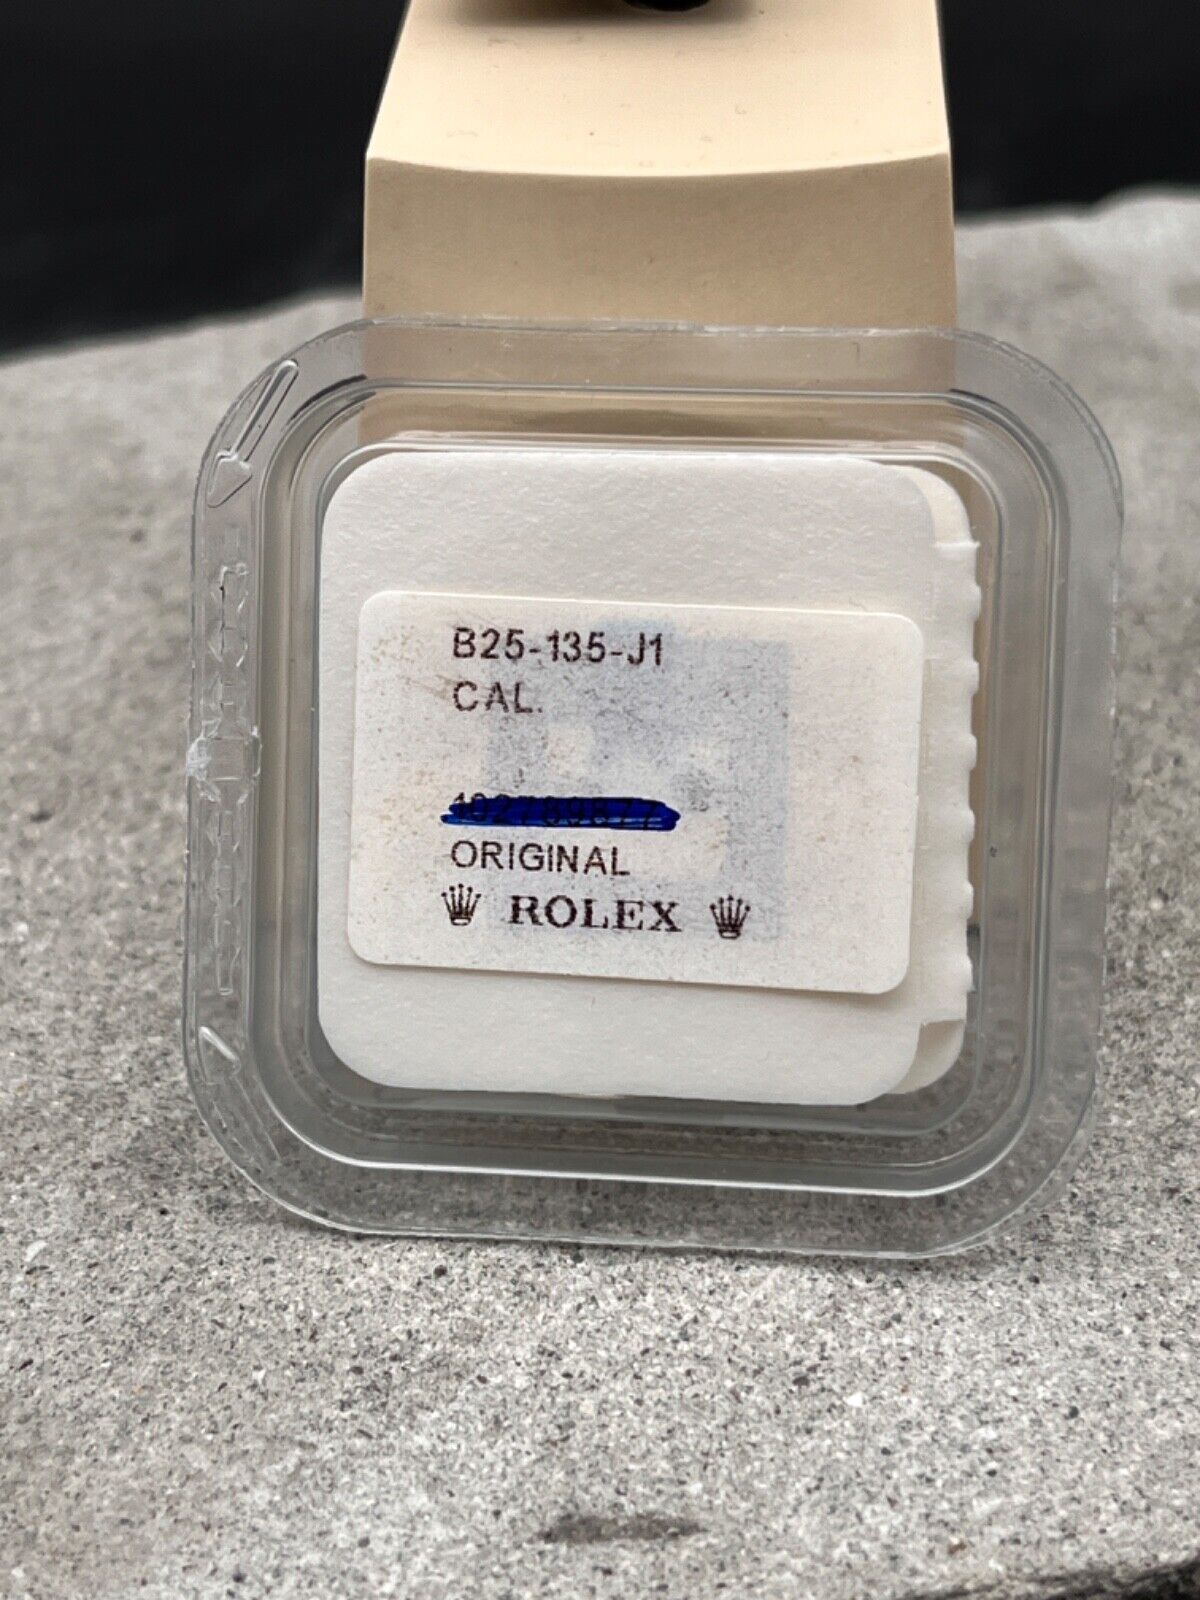 B25-135-J1
CAL.
ORIGINAL
ROLEX